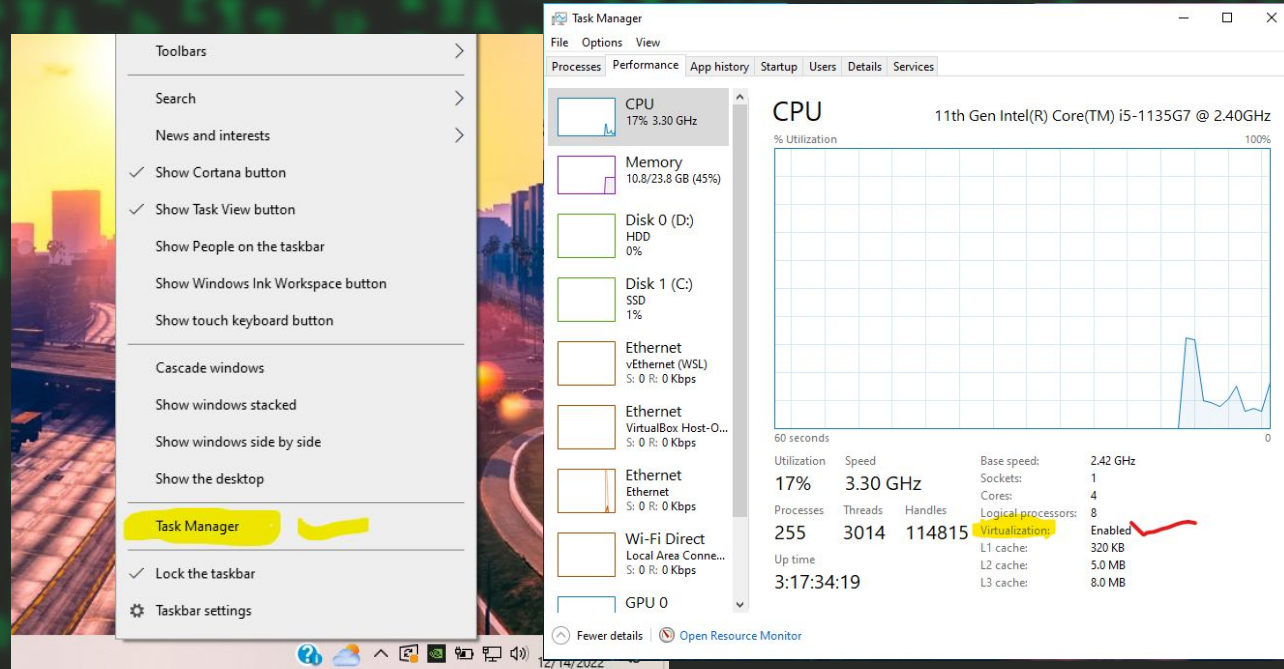 Toolbars
Search
News and interests
Show Cortana button
Show Task View button
Show People on the taskbar
Show Windows Ink Workspace button
Show touch keyboard button
Cascade windows
Show windows stacked
Show windows side by side
Show the desktop
Task Manager
Lock the taskbar
Taskbar settings
12/14/2022
Task Manager
File Options View
Processes Performance App history Startup Users Details Services
CPU
17% 3.30 GHz
Memory
10.8/23.8 GB (45%)
Disk 0 (D:)
HDD
0%
Disk 1 (C:)
SSD
1%
Ethernet
vEthernet (WSL)
S: 0 R: 0 Kbps
Ethernet
VirtualBox Host-O...
S: 0 R: 0 Kbps
Ethernet
Ethernet
S: 0 R: 0 Kbps
Wi-Fi Direct
Local Area Conne...
S: 0 R: 0 Kbps
GPU 0
CPU 11th Gen Intel(R) Core(TM) i5-1135G7 @ 2.40GHz
% Utilization 100%
60 seconds 0
Utilization Speed
17% 3.30 GHz
Processes Threads Handles
255 3014 114815
Up time
3:17:34:19
Base speed: 2.42 GHz
Sockets: 1
Cores: 4
Logical processors: 8
Virtualization: Enabled
L1 cache: 320 KB
L2 cache: 5.0 MB
L3 cache: 8.0 MB
Fewer details Open Resource Monitor